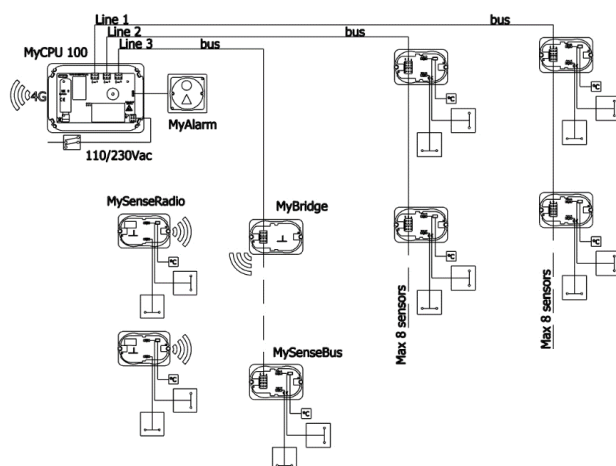 Line 1
bus
Line 2
bus
Line 3
bus
MyCPU 100
4G
MyAlarm
110/230Vac
°C
°C
MySenseRadio
MyBridge
°C
°C
°C
Max 8 sensors
Max 8 sensors
°C
MySenseBus
°C